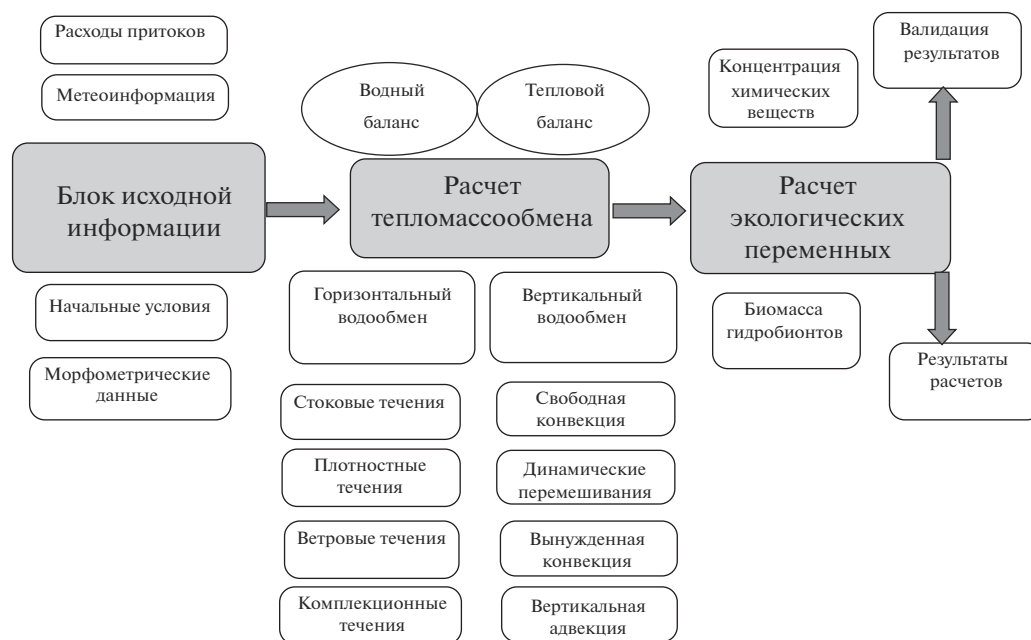 Расходы притоков
Метеоинформация
Блок исходной
информации
Начальные условия
Морфометрические
данные
Водный
баланс
Тепловой
баланс
Расчет
тепломассообмена
Горизонтальный
водообмен
Вертикальный
водообмен
Стоковые течения
Плотностные
течения
Ветровые течения
Комплекционные
течения
Свободная
конвекция
Динамические
перемешивания
Вынужденная
конвекция
Вертикальная
адвекция
Концентрация
химических
веществ
Расчет
экологических
переменных
Биомасса
гидробионтов
Валидация
результатов
Результаты
расчетов